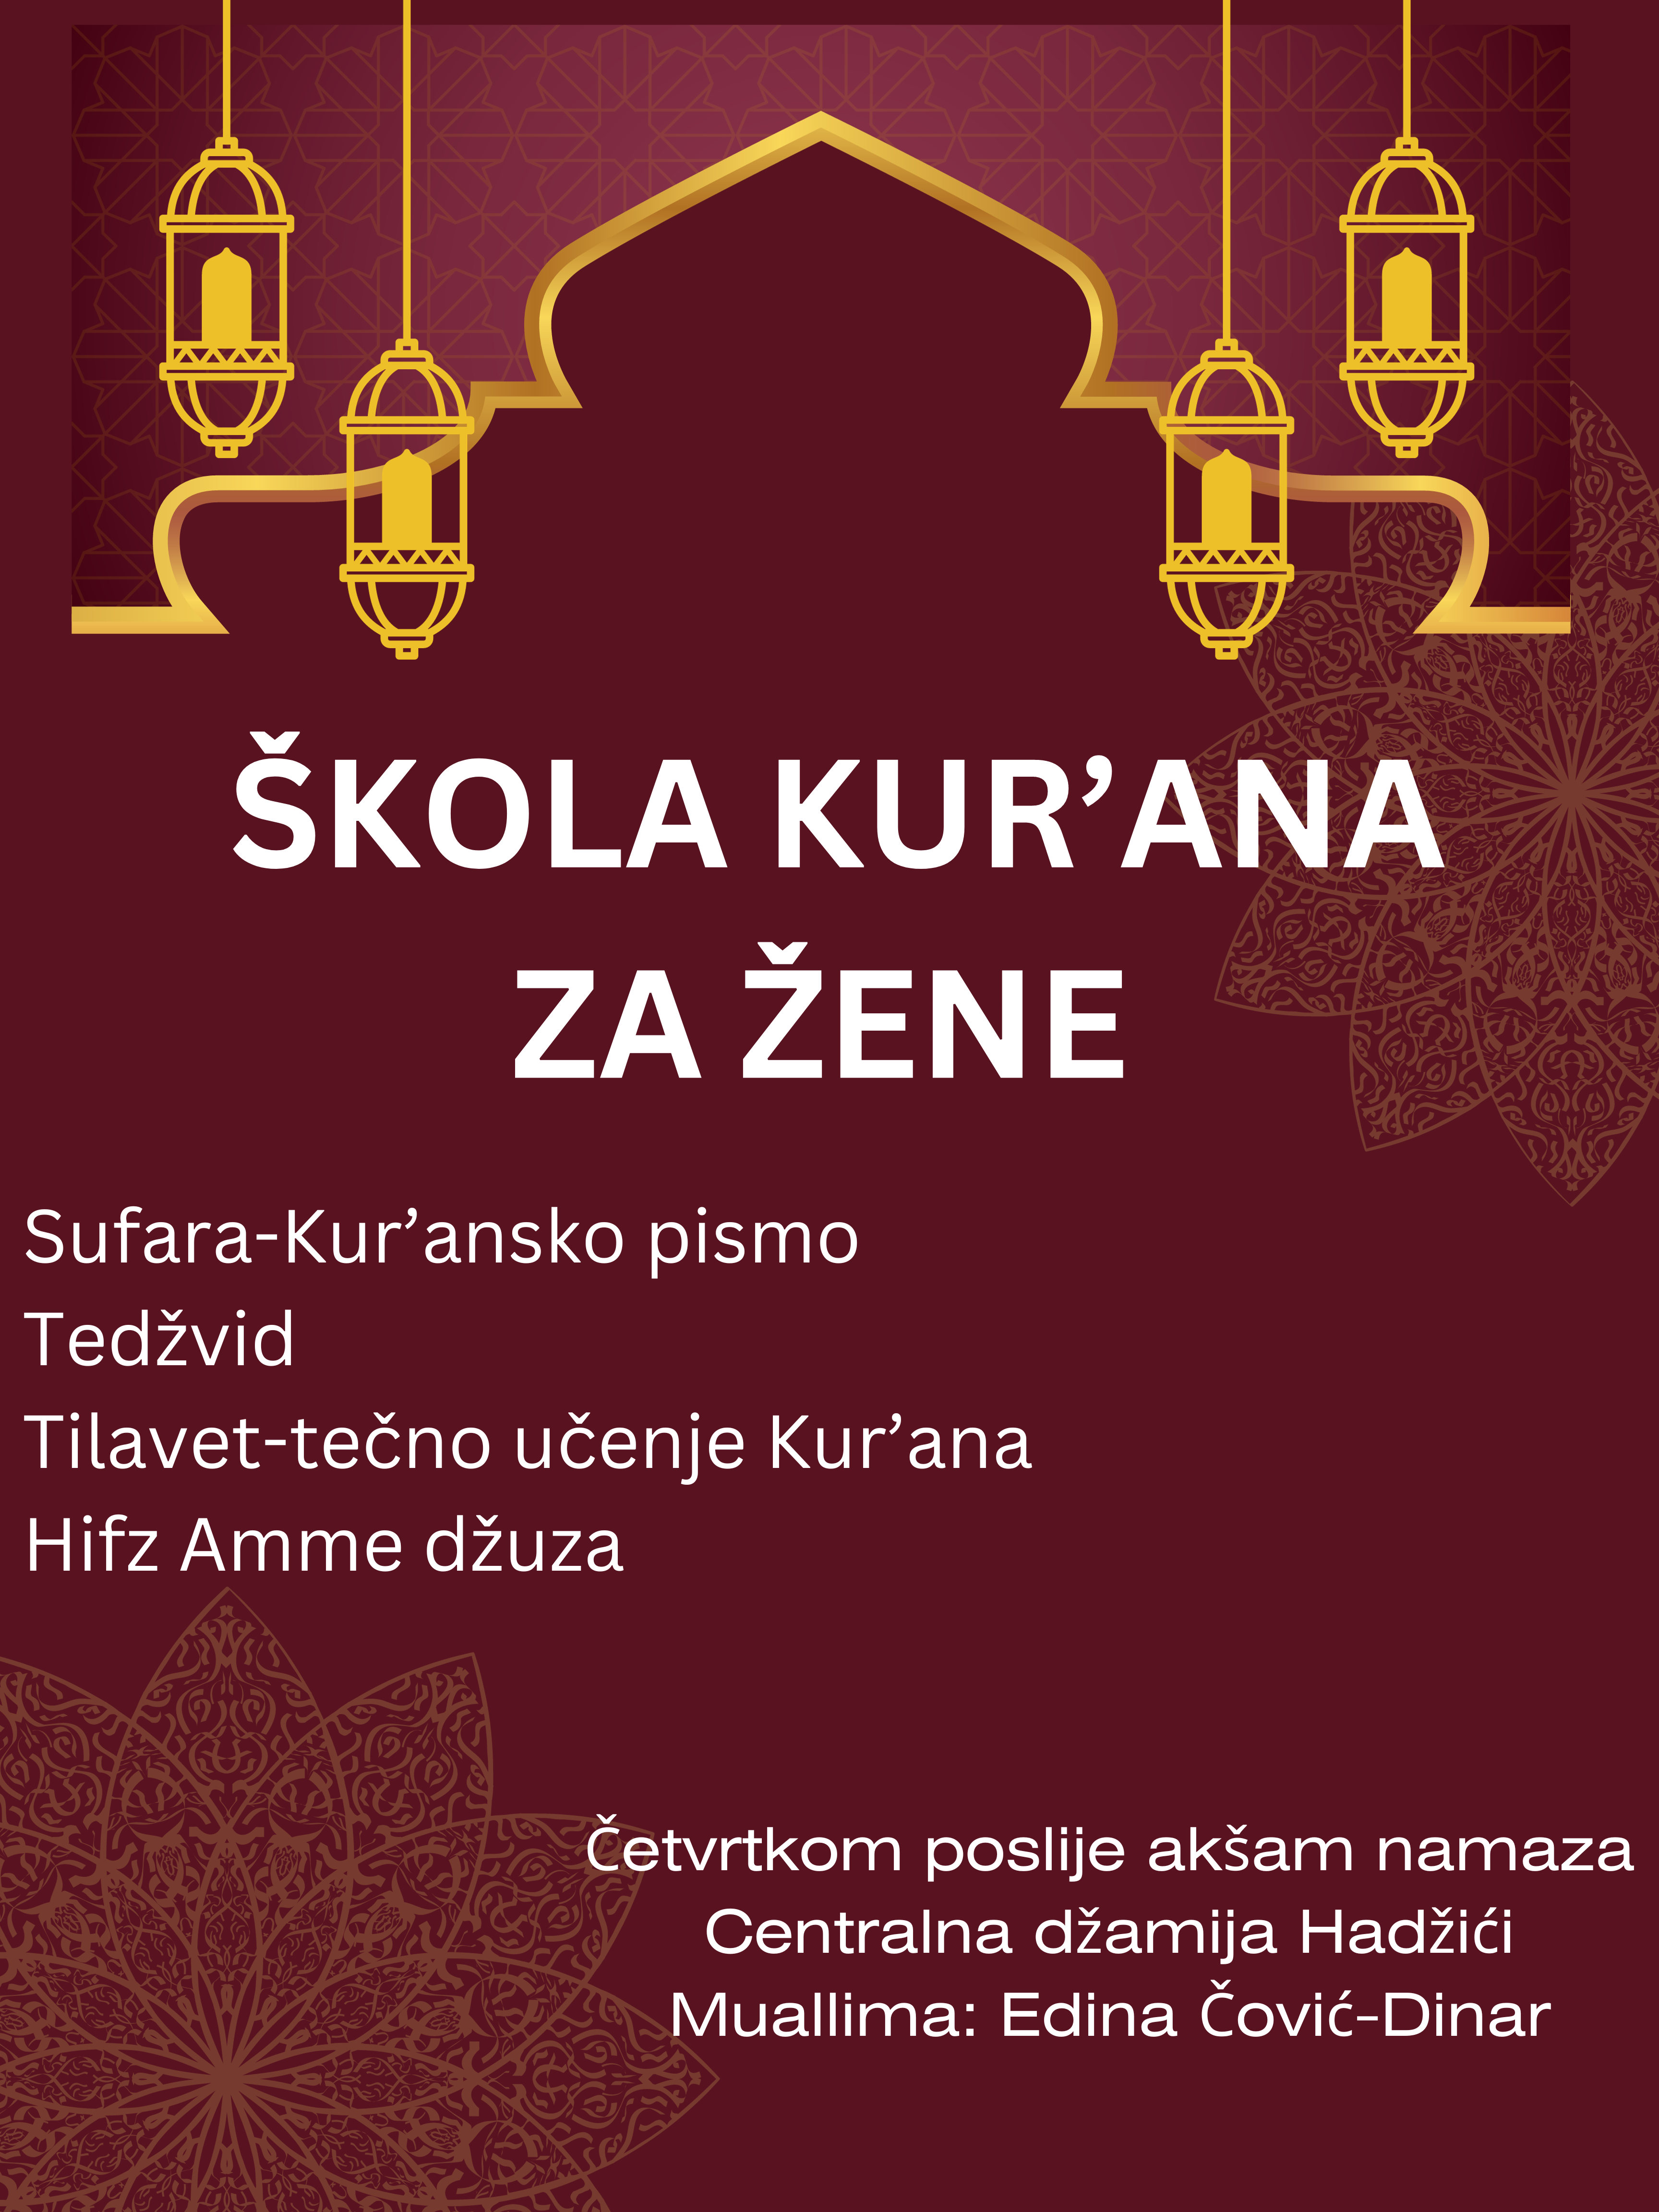 ŠKOLA KUR’ANA
ZA ŽENE
Sufara-Kur’ansko pismo
Tedžvid
Tilavet-tečno učenje Kur’ana
Hifz Amme džuza
Četvrtkom poslije akšam namaza
Centralna džamija Hadžići
Muallima: Edina Čović-Dinar